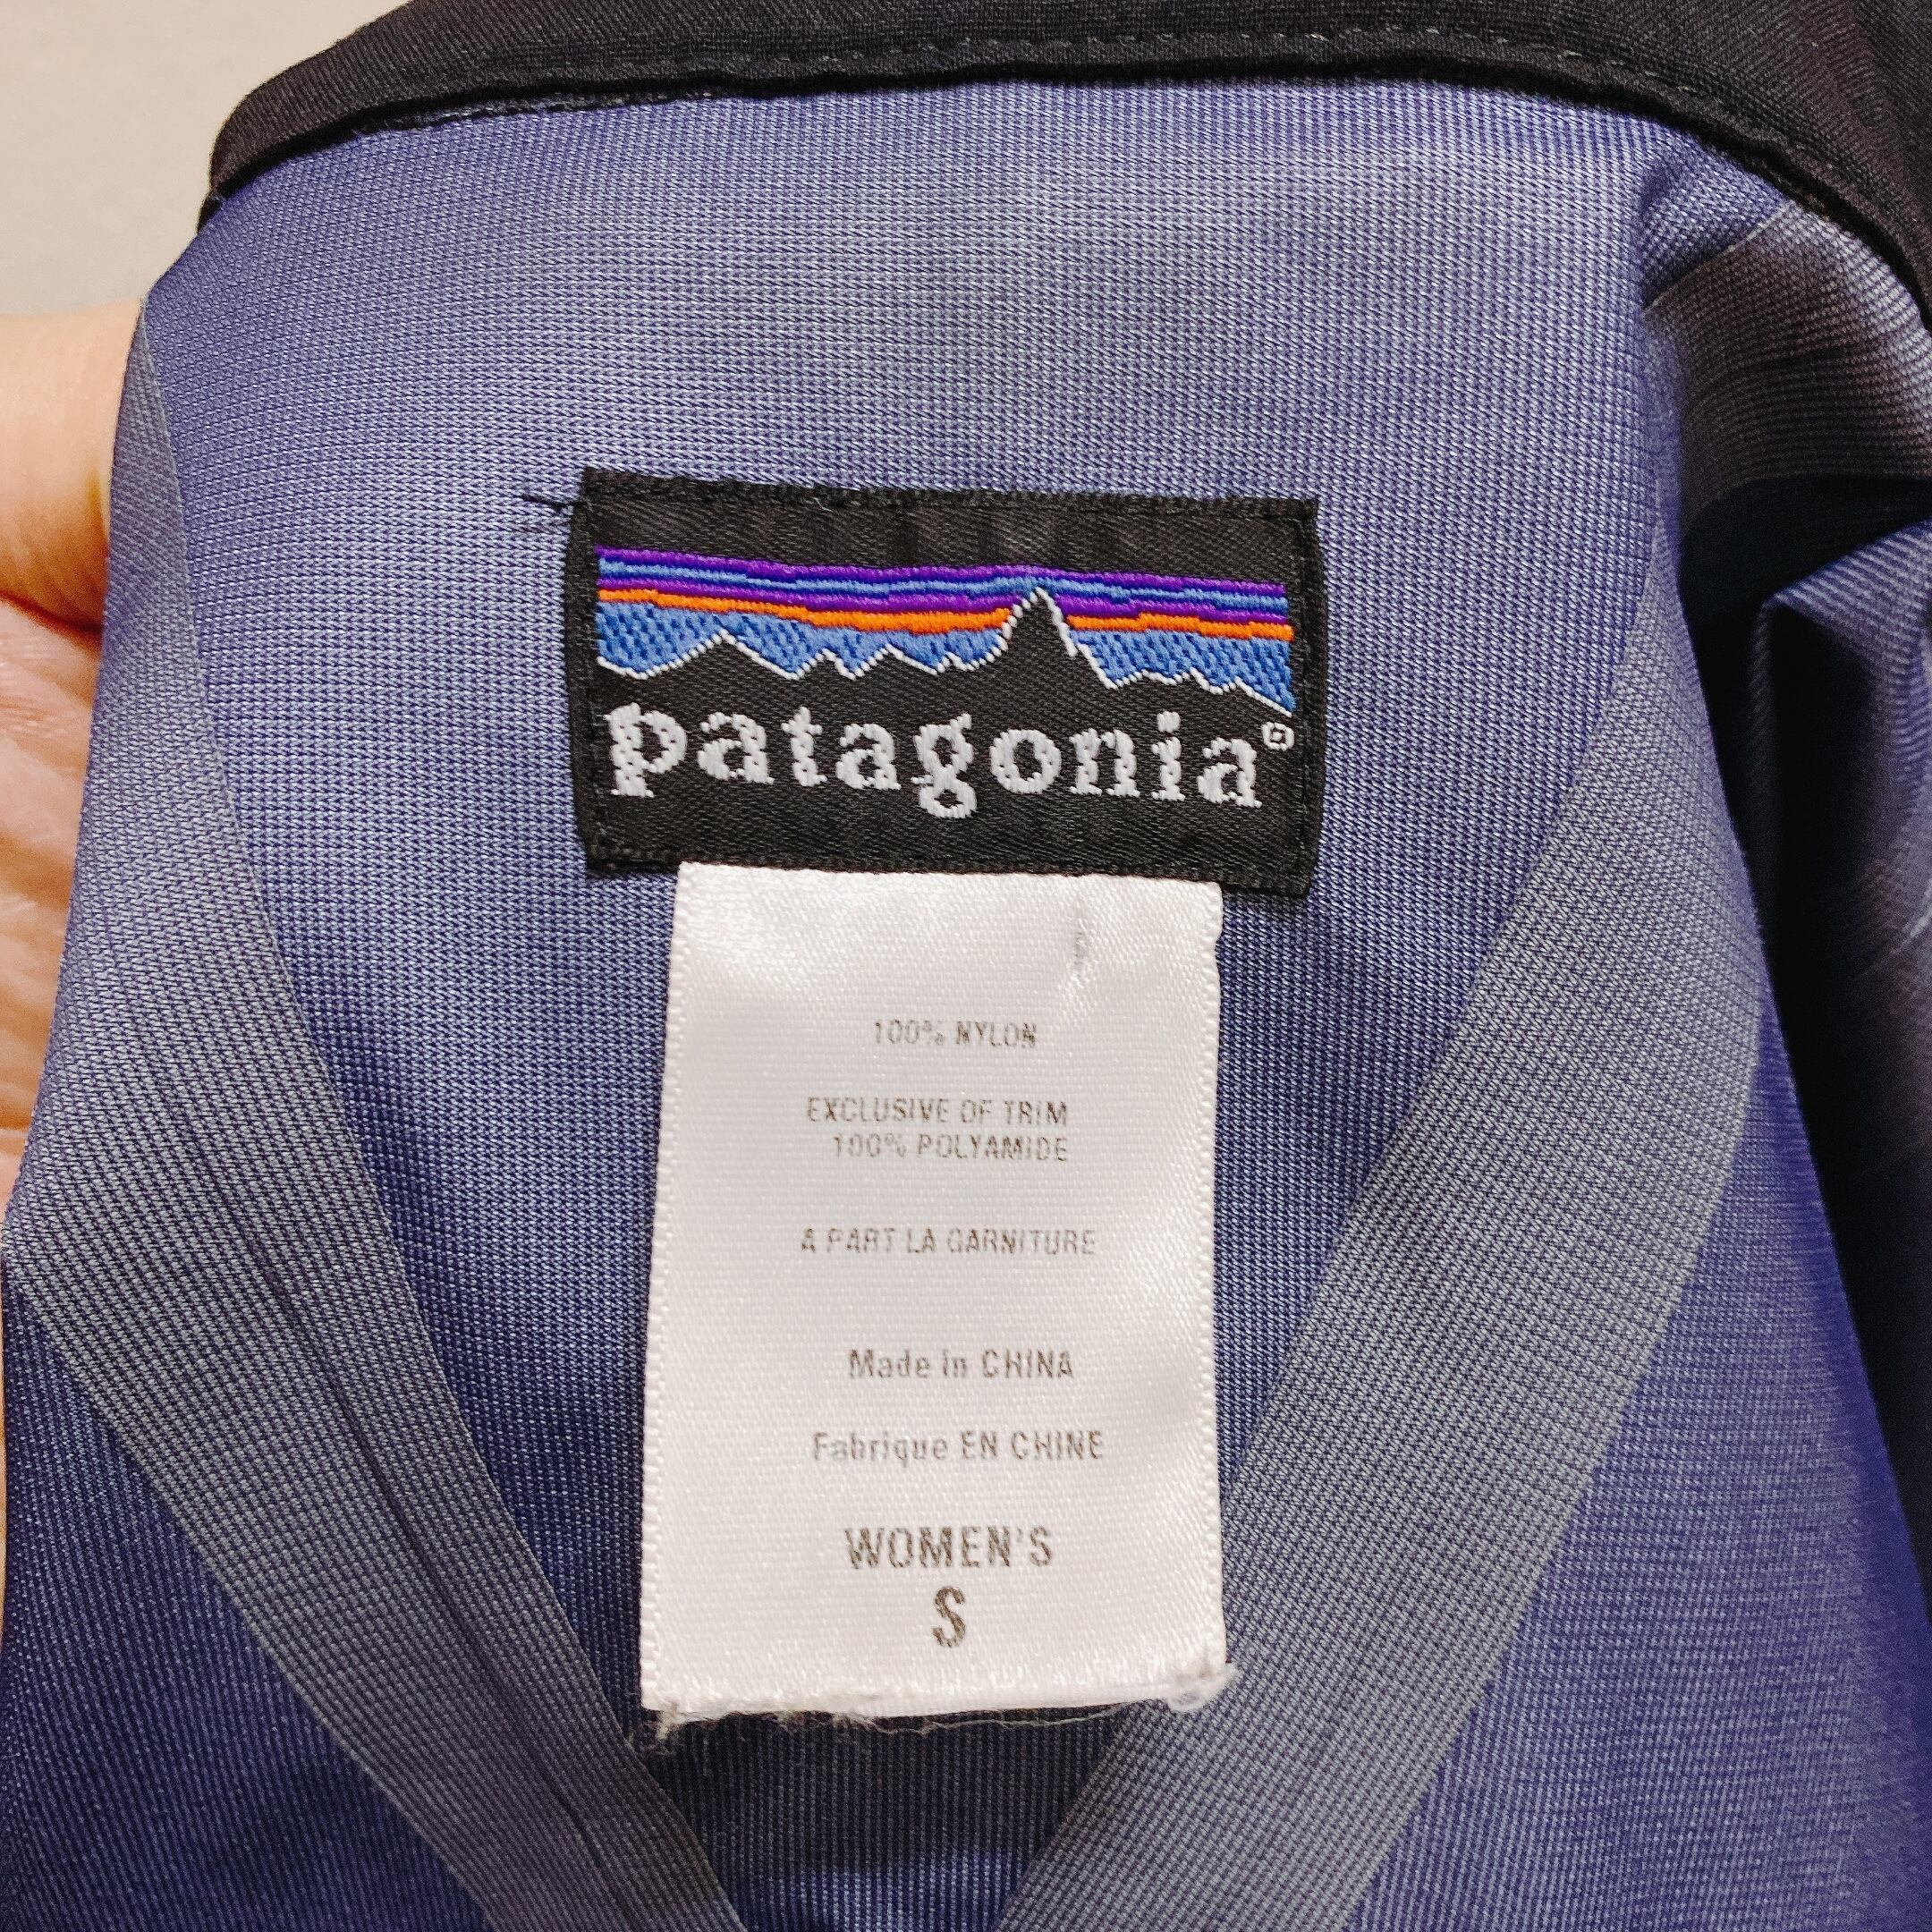 patagonia®
100% NYLON
EXCLUSIVE OF TRIM
100% POLYAMIDE
A PART LA GARNITURE
Made in CHINA
Fabrique EN CHINE
WOMEN'S
S